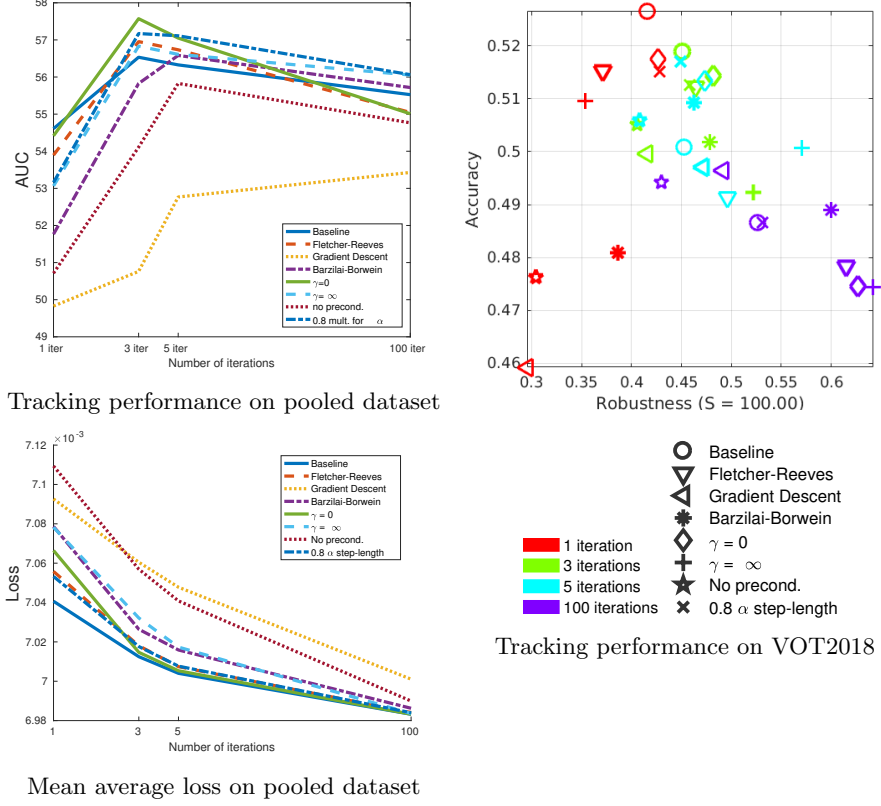 58
57
56
55
54
53
52
51
50
49
AUC
1 iter
3 iter
5 iter
100 iter
Number of iterations
Baseline
Fletcher-Reeves
Gradient Descent
Barzilai-Borwein
γ=0
γ= ∞
no precond.
0.8 mult. for α
Tracking performance on pooled dataset
0.52
0.51
0.5
0.49
0.48
0.47
0.46
Accuracy
0.3
0.35
0.4
0.45
0.5
0.55
0.6
Robustness (S = 100.00)
7.12
7.1
7.08
7.06
7.04
7.02
7
6.98
×10⁻³
Loss
1
3
5
100
Number of iterations
Baseline
Fletcher-Reeves
Gradient Descent
Barzilai-Borwein
γ = 0
γ = ∞
No precond.
0.8 α step-length
Mean average loss on pooled dataset
1 iteration
3 iterations
5 iterations
100 iterations
Baseline
Fletcher-Reeves
Gradient Descent
Barzilai-Borwein
γ = 0
γ = ∞
No precond.
0.8 α step-length
Tracking performance on VOT2018